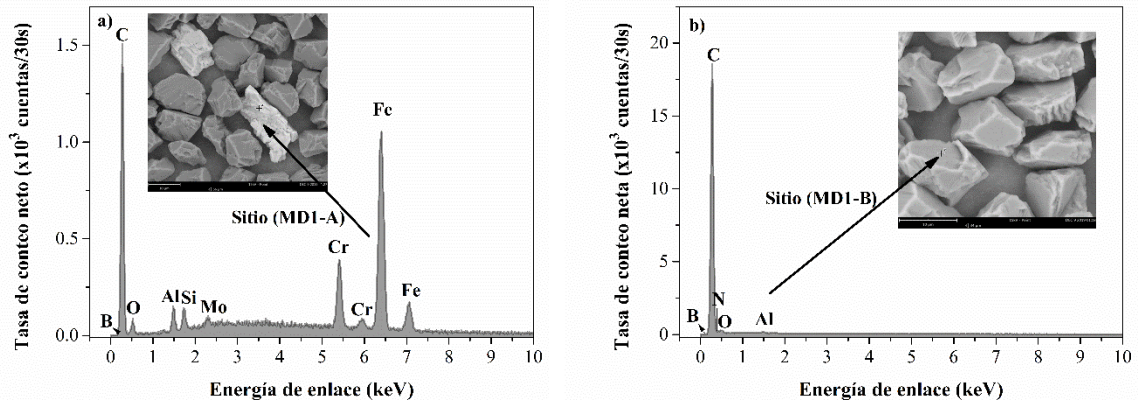 a)
Tasa de conteo neto (x10³ cuentas/30s)
1.5
1.0
0.5
0.0
C
B
O
Al
Si
Mo
Cr
Cr
Fe
Fe
Sitio (MD1-A)
0 1 2 3 4 5 6 7 8 9 10
Energía de enlace (keV)
b)
Tasa de conteo neta (x10³ cuentas/30s)
20
15
10
5
0
C
B
N
O
Al
Sitio (MD1-B)
0 1 2 3 4 5 6 7 8 9 10
Energía de enlace (keV)